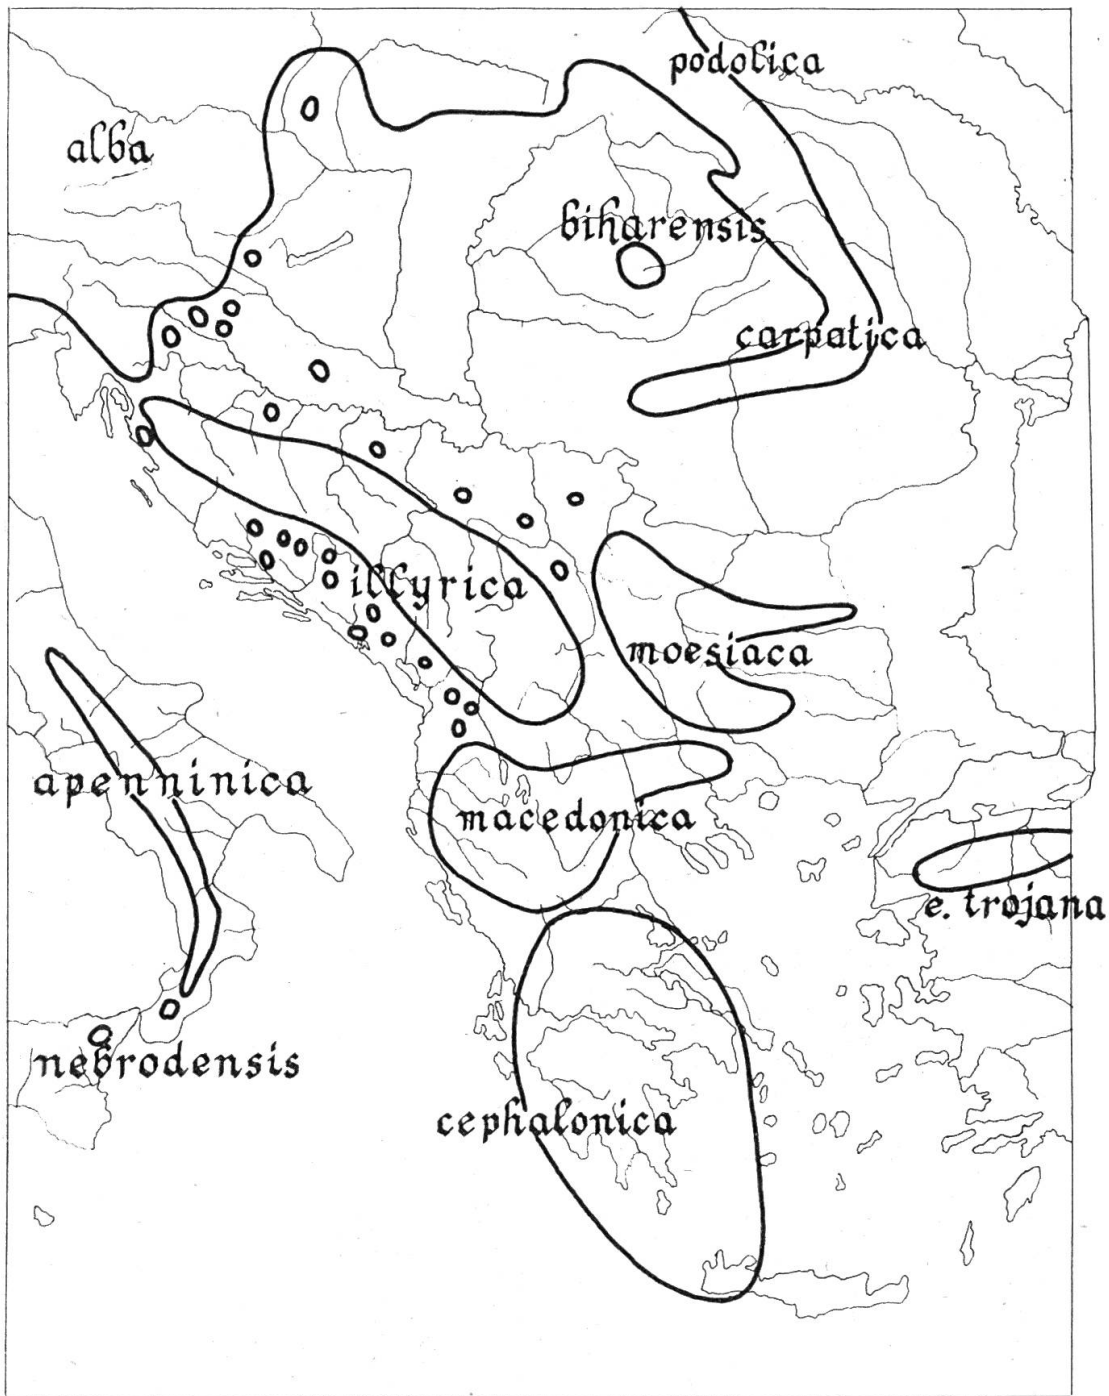 podolica
alba
biharensis
carpatica
illyrica
moesiaca
apenninica
macedonica
e. trojana
nebrodensis
cephalonica